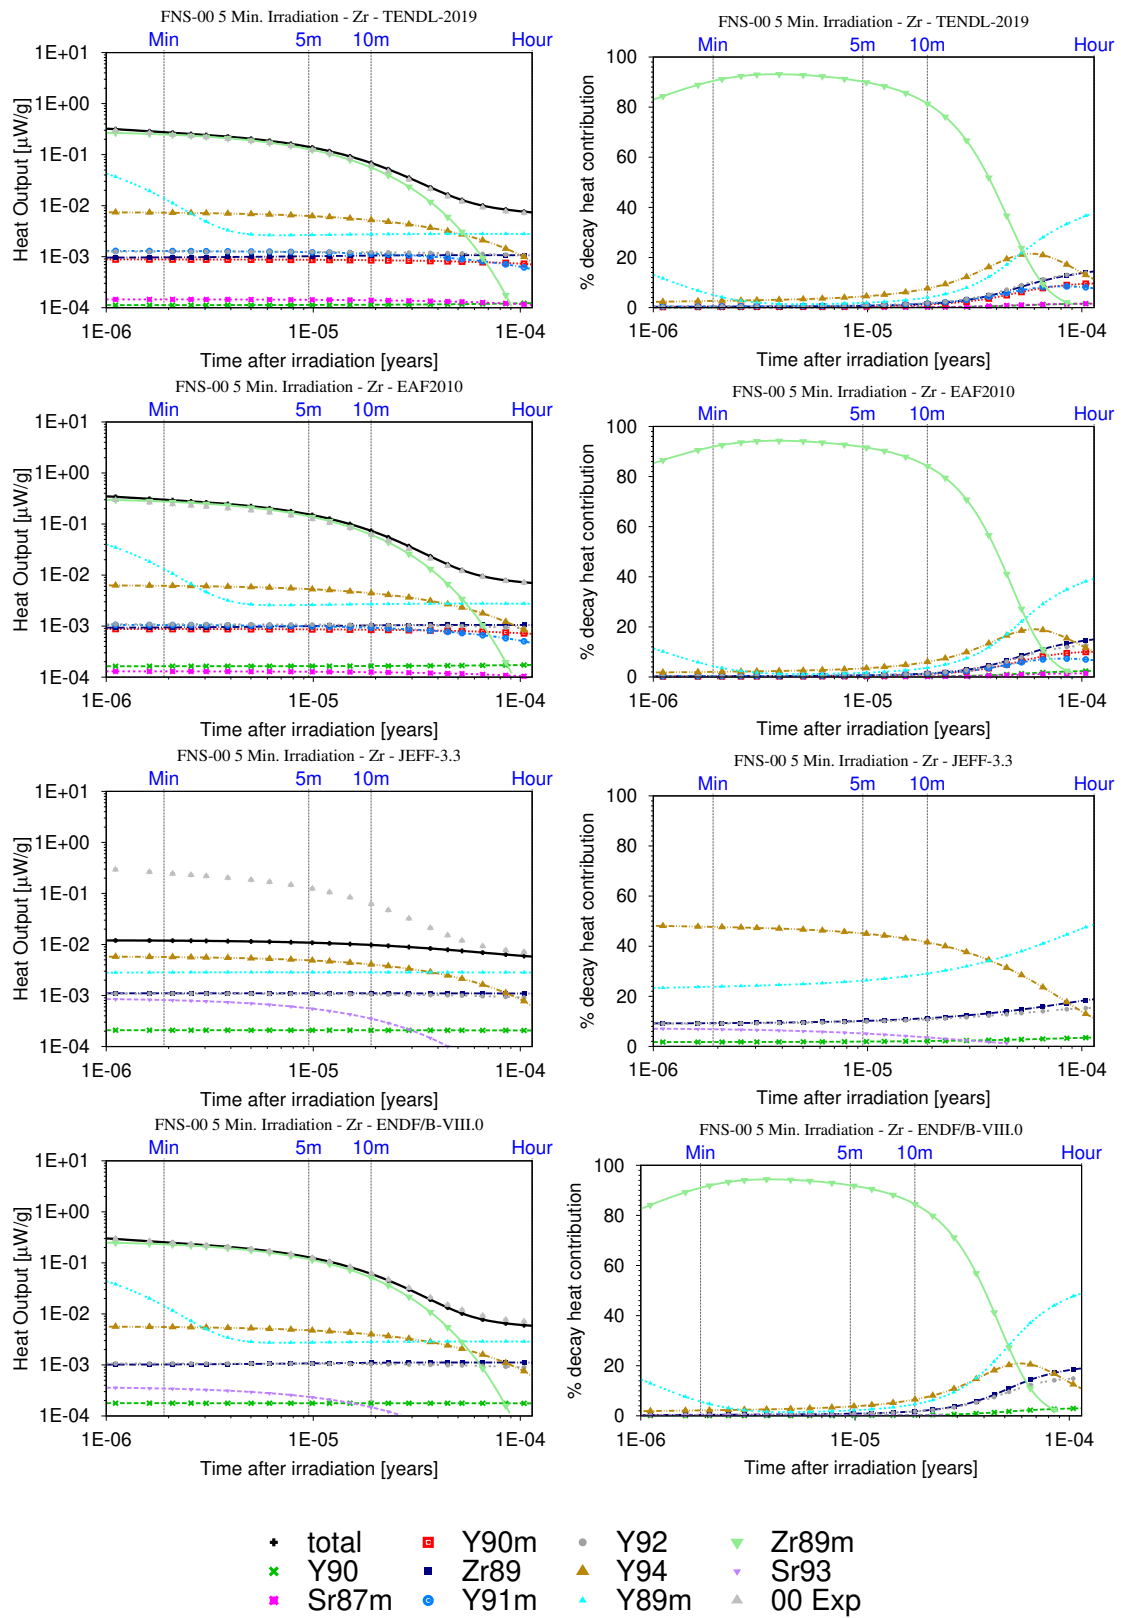 FNS-00 5 Min. Irradiation - Zr - TENDL-2019
Min 5m 10m Hour
Heat Output [μW/g]
1E+01
1E+00
1E-01
1E-02
1E-03
1E-04
1E-06 1E-05 1E-04
Time after irradiation [years]
FNS-00 5 Min. Irradiation - Zr - TENDL-2019
Min 5m 10m Hour
% decay heat contribution
100
80
60
40
20
0
1E-06 1E-05 1E-04
Time after irradiation [years]
FNS-00 5 Min. Irradiation - Zr - EAF2010
Min 5m 10m Hour
Heat Output [μW/g]
1E+01
1E+00
1E-01
1E-02
1E-03
1E-04
1E-06 1E-05 1E-04
Time after irradiation [years]
FNS-00 5 Min. Irradiation - Zr - EAF2010
Min 5m 10m Hour
% decay heat contribution
100
80
60
40
20
0
1E-06 1E-05 1E-04
Time after irradiation [years]
FNS-00 5 Min. Irradiation - Zr - JEFF-3.3
Min 5m 10m Hour
Heat Output [μW/g]
1E+01
1E+00
1E-01
1E-02
1E-03
1E-04
1E-06 1E-05 1E-04
Time after irradiation [years]
FNS-00 5 Min. Irradiation - Zr - JEFF-3.3
Min 5m 10m Hour
% decay heat contribution
100
80
60
40
20
0
1E-06 1E-05 1E-04
Time after irradiation [years]
FNS-00 5 Min. Irradiation - Zr - ENDF/B-VIII.0
Min 5m 10m Hour
Heat Output [μW/g]
1E+01
1E+00
1E-01
1E-02
1E-03
1E-04
1E-06 1E-05 1E-04
Time after irradiation [years]
FNS-00 5 Min. Irradiation - Zr - ENDF/B-VIII.0
Min 5m 10m Hour
% decay heat contribution
100
80
60
40
20
0
1E-06 1E-05 1E-04
Time after irradiation [years]
total Y90m Y92 Zr89m
Y90 Zr89 Y94 Sr93
Sr87m Y91m Y89m 00 Exp